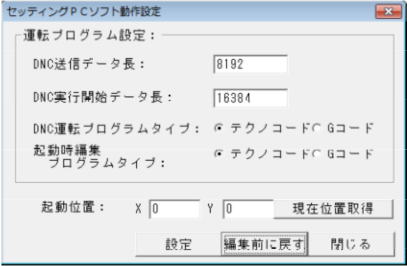 セッティングPCソフト動作設定
運転プログラム設定：
DNC送信データ長： 8192
DNC実行開始データ長： 16384
DNC運転プログラムタイプ： テクノコード Gコード
起動時編集
プログラムタイプ： テクノコード Gコード
起動位置： X 0 Y 0 現在位置取得
設定 編集前に戻す 閉じる